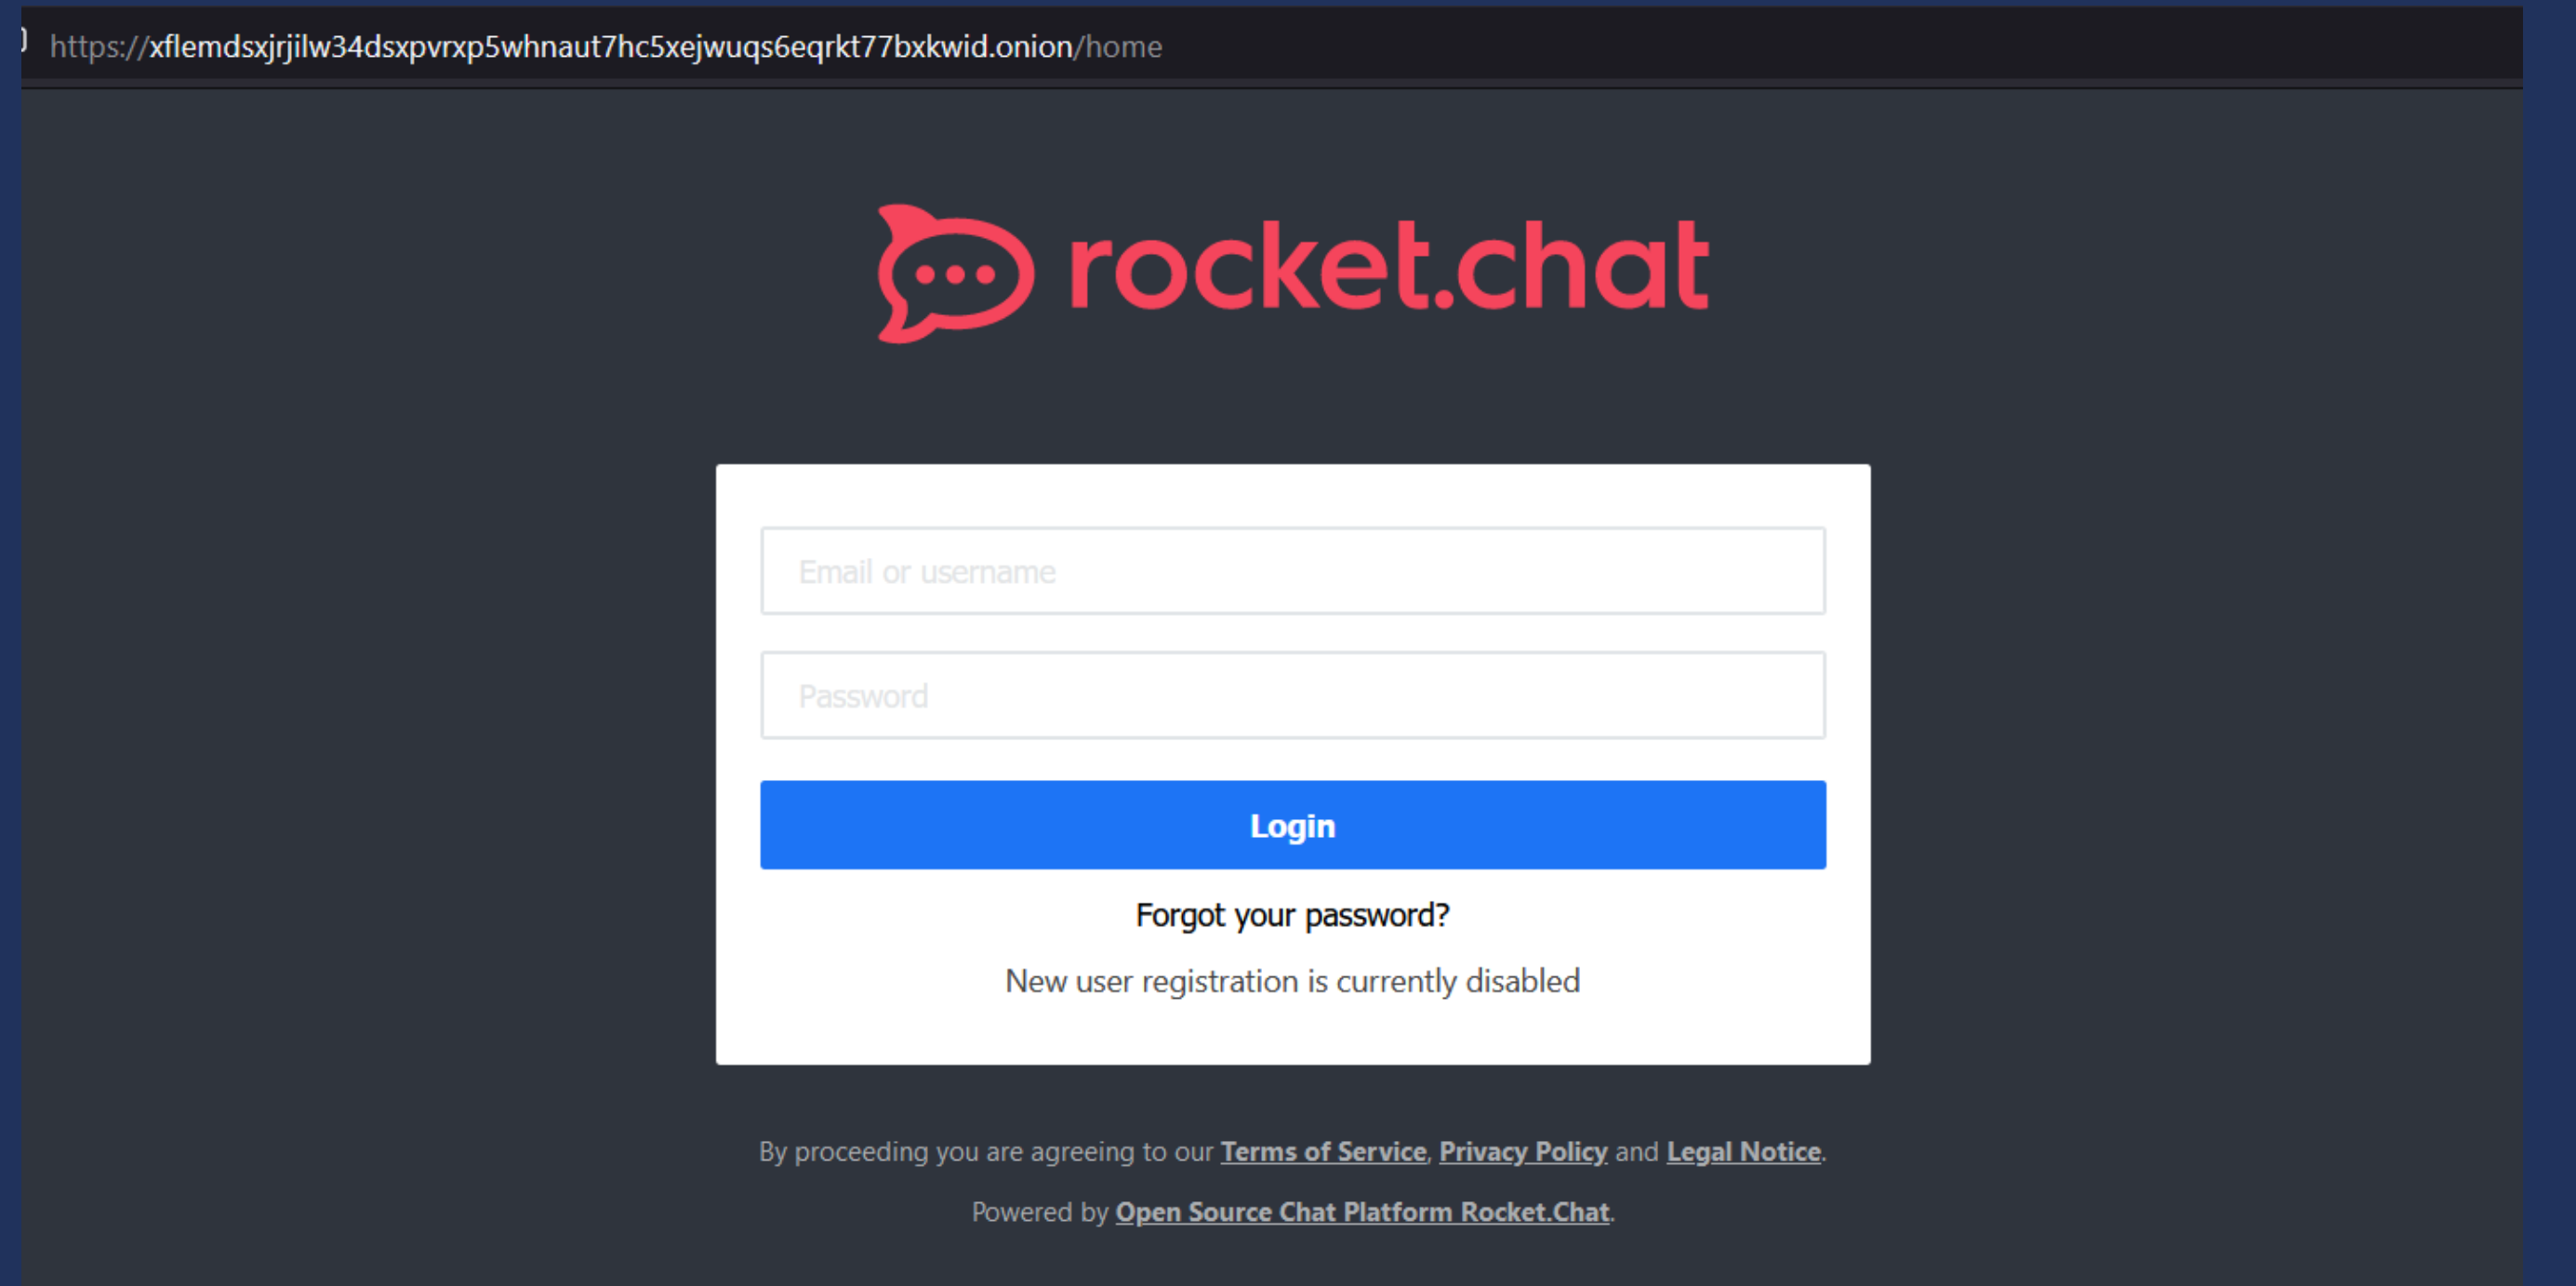 https://xflemdsxjrjilw34dsxpvrxp5whnaut7hc5xejwuqs6eqrkt77bxkwid.onion/home
rocket.chat
Email or username
Password
Login
Forgot your password?
New user registration is currently disabled
By proceeding you are agreeing to our Terms of Service, Privacy Policy and Legal Notice.
Powered by Open Source Chat Platform Rocket.Chat.